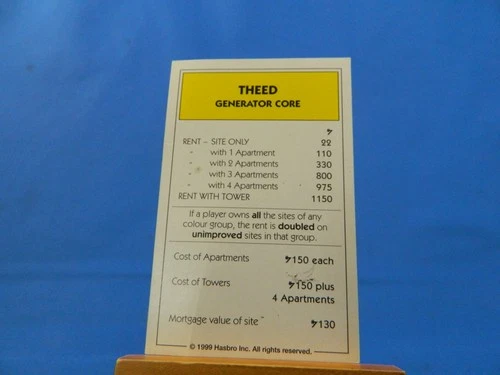 THEED
GENERATOR CORE
RENT – SITE ONLY 22
" with 1 Apartment 110
" with 2 Apartments 330
" with 3 Apartments 800
" with 4 Apartments 975
RENT WITH TOWER 1150
If a player owns all the sites of any
colour group, the rent is doubled on
unimproved sites in that group.
Cost of Apartments 150 each
Cost of Towers 150 plus
4 Apartments
Mortgage value of site 130
© 1999 Hasbro Inc. All rights reserved.